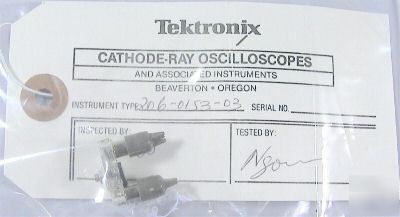 Tektronix
CATHODE-RAY OSCILLOSCOPES
AND ASSOCIATED INSTRUMENTS
BEAVERTON • OREGON
INSTRUMENT TYPE 206-0153-03 SERIAL NO.
INSPECTED BY: TESTED BY: